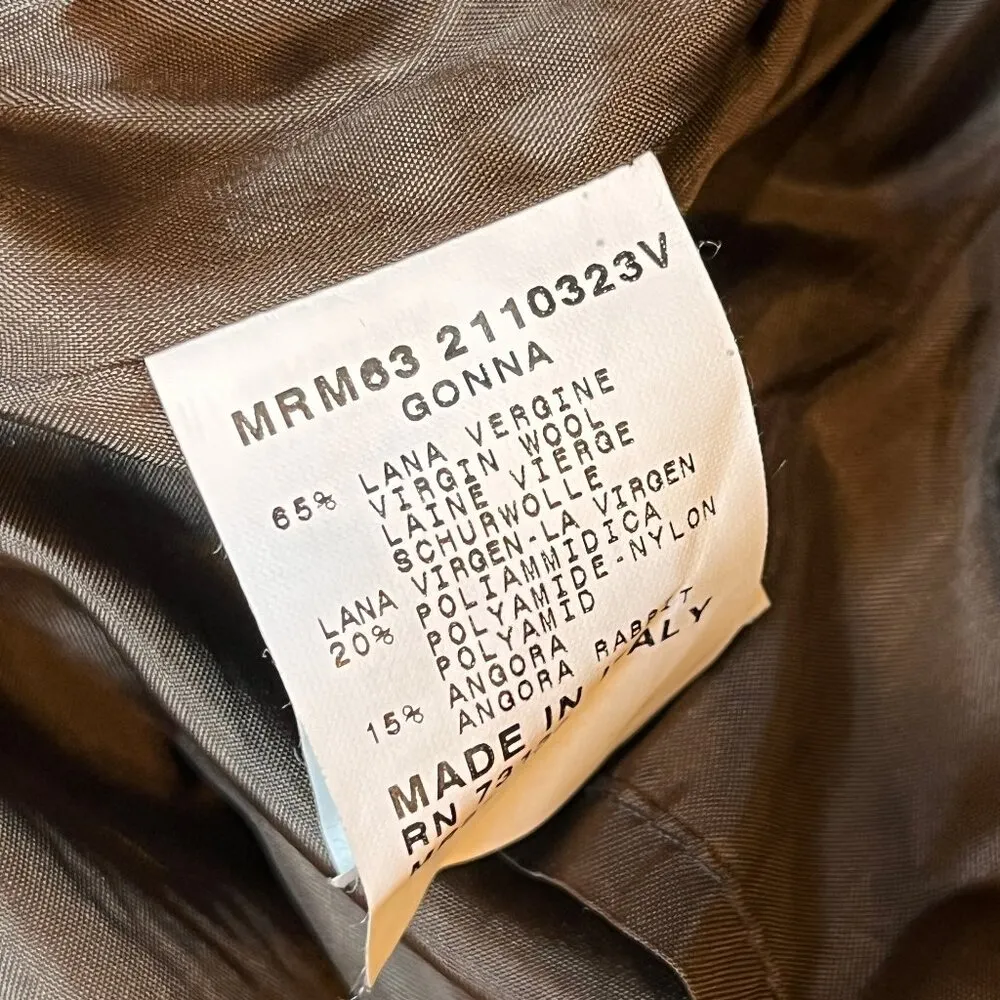 MRM63 2110323V
GONNA
65% LANA VERGINE
VIRGIN WOOL
LAINE VIERGE
SCHURWOLLE
LANA VIRGEN-LA VIRGEN
20% POLIAMMIDICA
POLYAMIDE-NYLON
POLYAMID
15% ANGORA
ANGORA RABBIT
MADE IN ITALY
RN